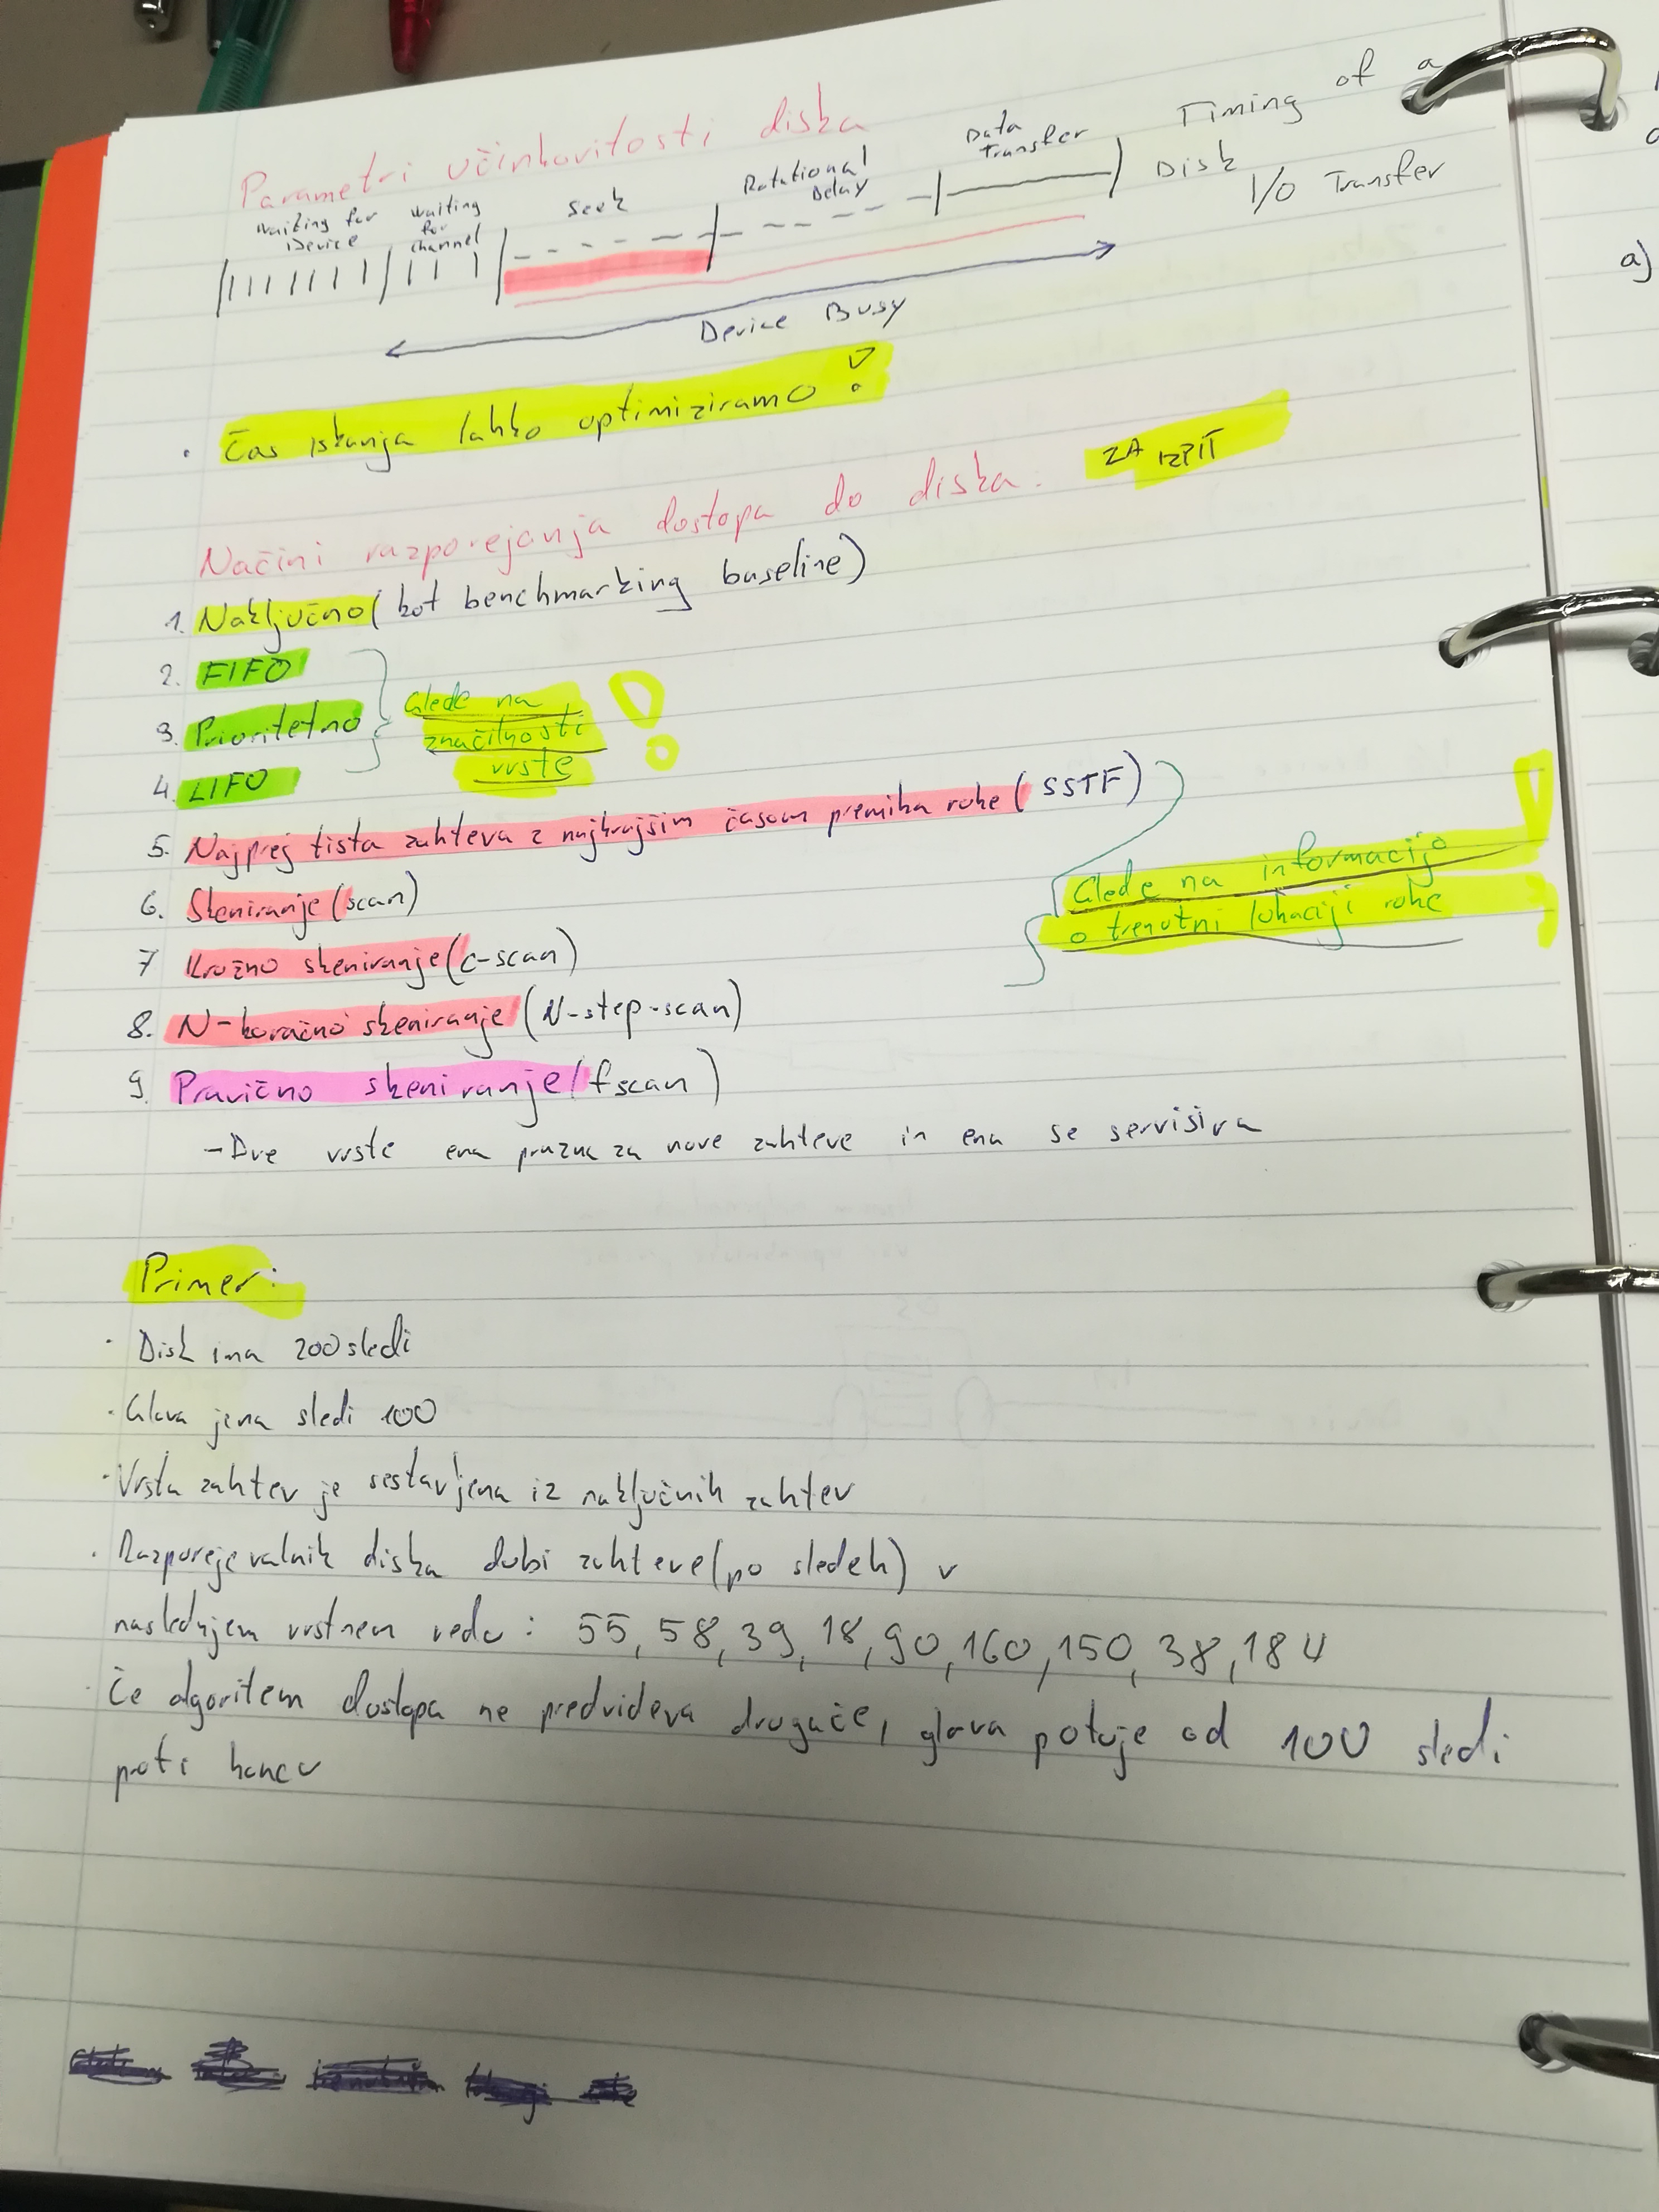 Parametri učinkovitosti diska
Timing of a
Disk I/O Transfer
Waiting for Device
Waiting for channel
Seek
Rotational Delay
Data Transfer
Device Busy
• Čas iskanja lahko optimiziramo !
Načini razporejanja dostopa do diska: ZA IZPIT
1. Naključno (kot benchmarking baseline)
2. FIFO
3. Prioritetno
4. LIFO
Glede na
značilnosti
vrste !
5. Najprej tista zahteva z najkrajšim časom premika roke (SSTF)
6. Skeniranje (scan)
7 Krožno skeniranje (c-scan)
8. N-koračno skeniranje (N-step-scan)
Glede na informacijo
o trenutni lokaciji roke !
9. Pravično skeniranje (fscan)
- Dve vrste ena prazna za nove zahteve in ena se servisira
Primer:
• Disk ima 200 sledi
• Glava je na sledi 100
• Vrsta zahtev je sestavljena iz naključnih zahtev
• Razporejevalnik diska dobi zahteve (po sledeh) v
naslednjem vrstnem redu : 55, 58, 39, 18, 90, 160, 150, 38, 184
• Če algoritem dostopa ne predvideva drugače, glava potuje od 100 sledi
proti koncu
a)